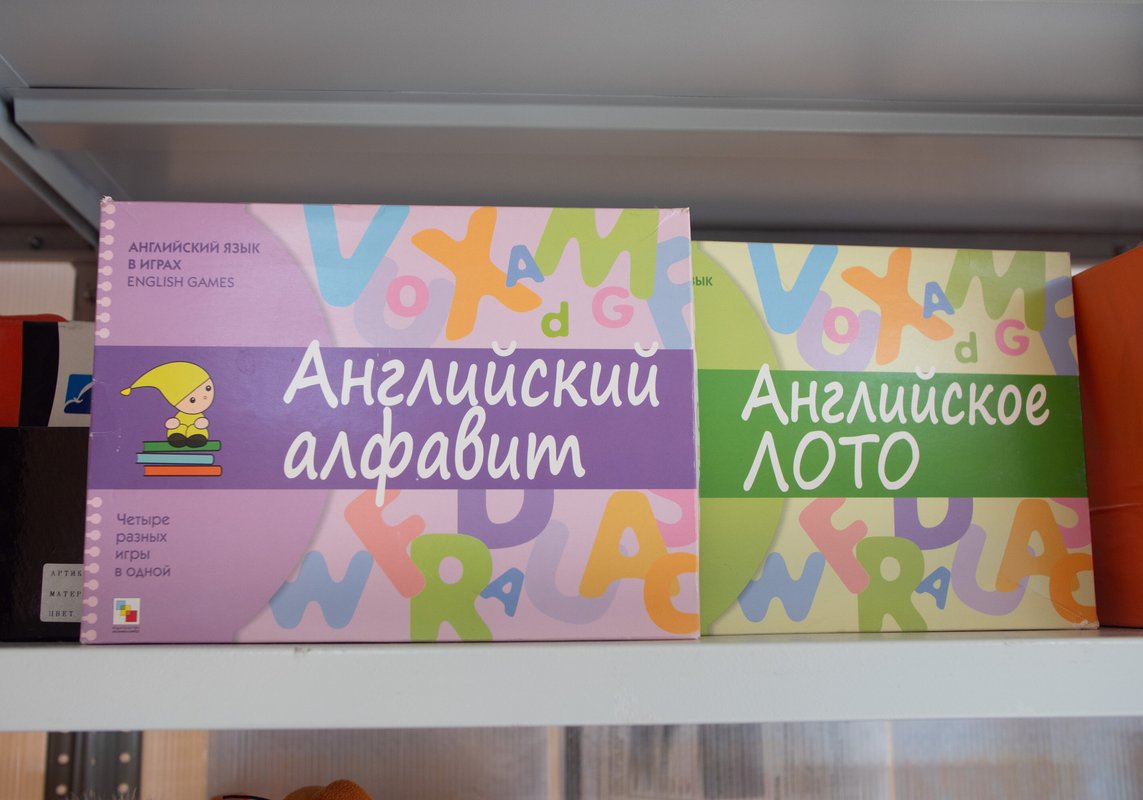 АНГЛИЙСКИЙ ЯЗЫК
В ИГРАХ
ENGLISH GAMES
Английский
алфавит
Четыре
разных
игры
в одной
V
O
X
A
M
d
G
F
W
F
D
R
A
L
A
C
Английское
ЛОТО
V
O
X
A
M
d
G
F
W
F
D
R
A
L
A
C